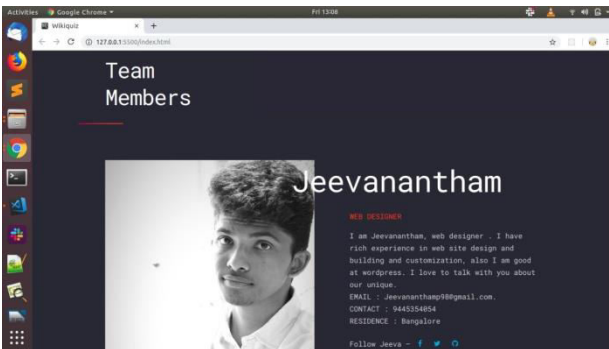 Activities Google Chrome Fri 13:08
Wikiquiz
127.0.0.1:5500/index.html
Team
Members
Jeevanantham
WEB DESIGNER
I am Jeevanantham, web designer . I have
rich experience in web site design and
building and customization, also I am good
at wordpress. I love to talk with you about
our unique.
EMAIL : Jeevananthamp98@gmail.com.
CONTACT : 9445354054
RESIDENCE : Bangalore
Follow Jeeva -